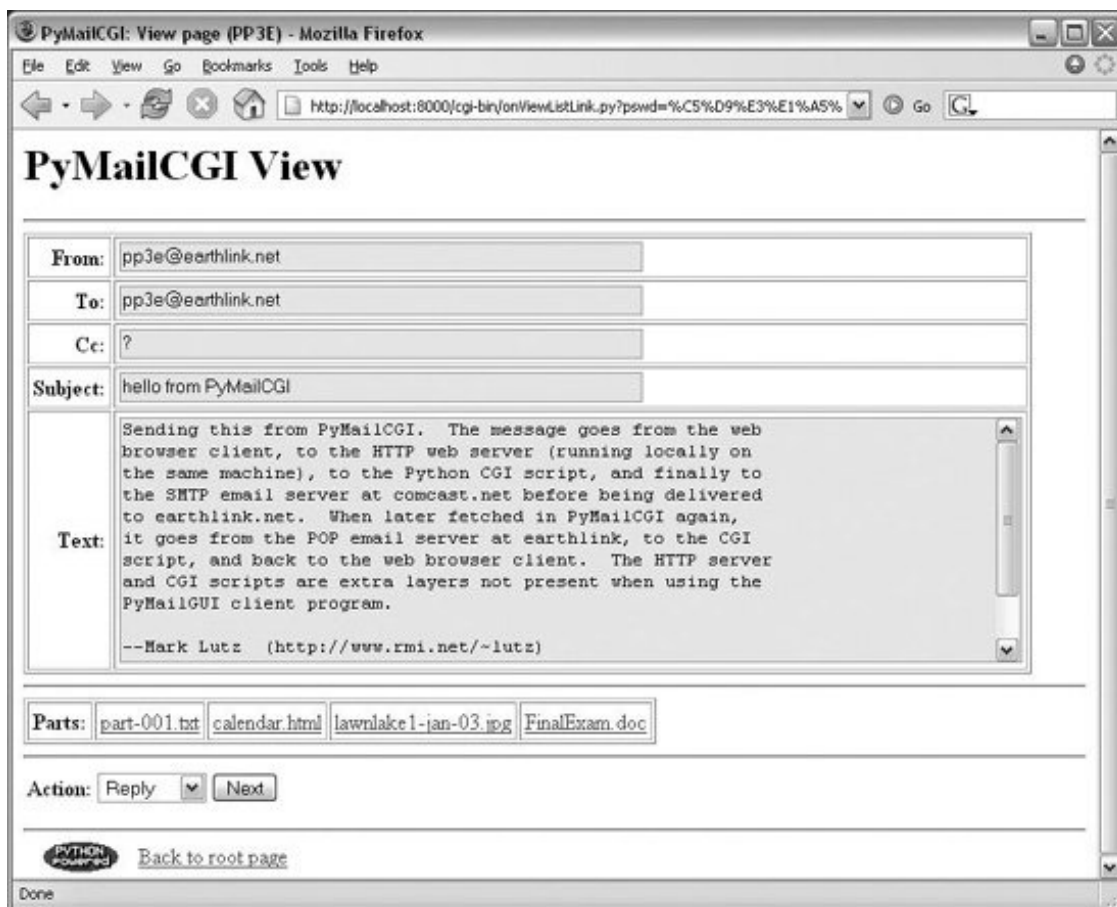 PyMailCGI: View page (PP3E) - Mozilla Firefox
File Edit View Go Bookmarks Tools Help
http://localhost:8000/cgi-bin/onViewListLink.py?pswd=%C5%D9%E3%E1%A5% Go G
PyMailCGI View
From: pp3e@earthlink.net
To: pp3e@earthlink.net
Cc: ?
Subject: hello from PyMailCGI
Text:
Sending this from PyMailCGI.  The message goes from the web
browser client, to the HTTP web server (running locally on
the same machine), to the Python CGI script, and finally to
the SMTP email server at comcast.net before being delivered
to earthlink.net.  When later fetched in PyMailCGI again,
it goes from the POP email server at earthlink, to the CGI
script, and back to the web browser client.  The HTTP server
and CGI scripts are extra layers not present when using the
PyMailGUI client program.
--Mark Lutz  (http://www.rmi.net/~lutz)
Parts: part-001.txt calendar.html lawnlake1-jan-03.jpg FinalExam.doc
Action: Reply Next
PYTHON Powered Back to root page
Done